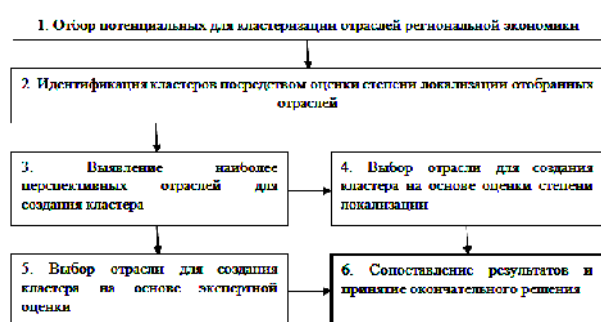 1. Отбор потенциальных для кластеризации отраслей региональной экономики
2. Идентификация кластеров посредством оценки степени локализации отобранных
отраслей
3. Выявление наиболее
перспективных отраслей для
создания кластера
4. Выбор отрасли для создания
кластера на основе оценки степени
локализации
5. Выбор отрасли для создания
кластера на основе экспертной
оценки
6. Сопоставление результатов и
принятие окончательного решения